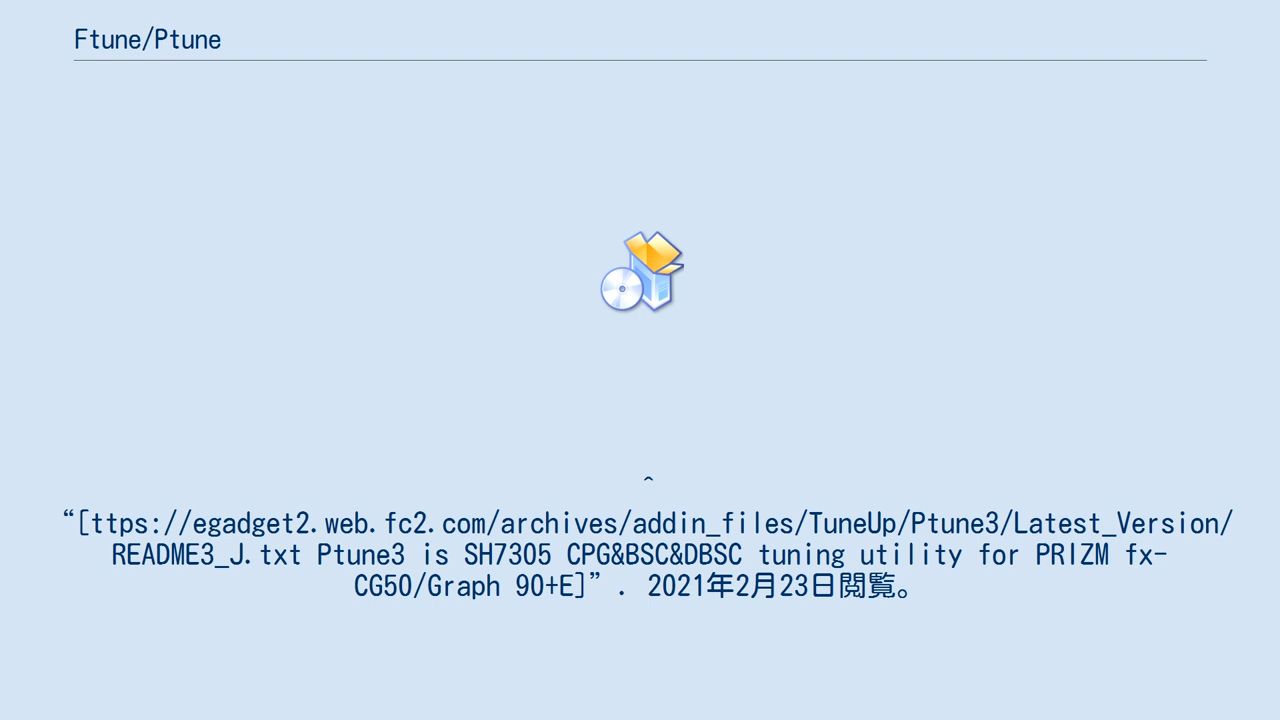 Ftune/Ptune
^
“[ttps://egadget2.web.fc2.com/archives/addin_files/TuneUp/Ptune3/Latest_Version/
README3_J.txt Ptune3 is SH7305 CPG&BSC&DBSC tuning utility for PRIZM fx-
CG50/Graph 90+E]”. 2021年2月23日閲覧。